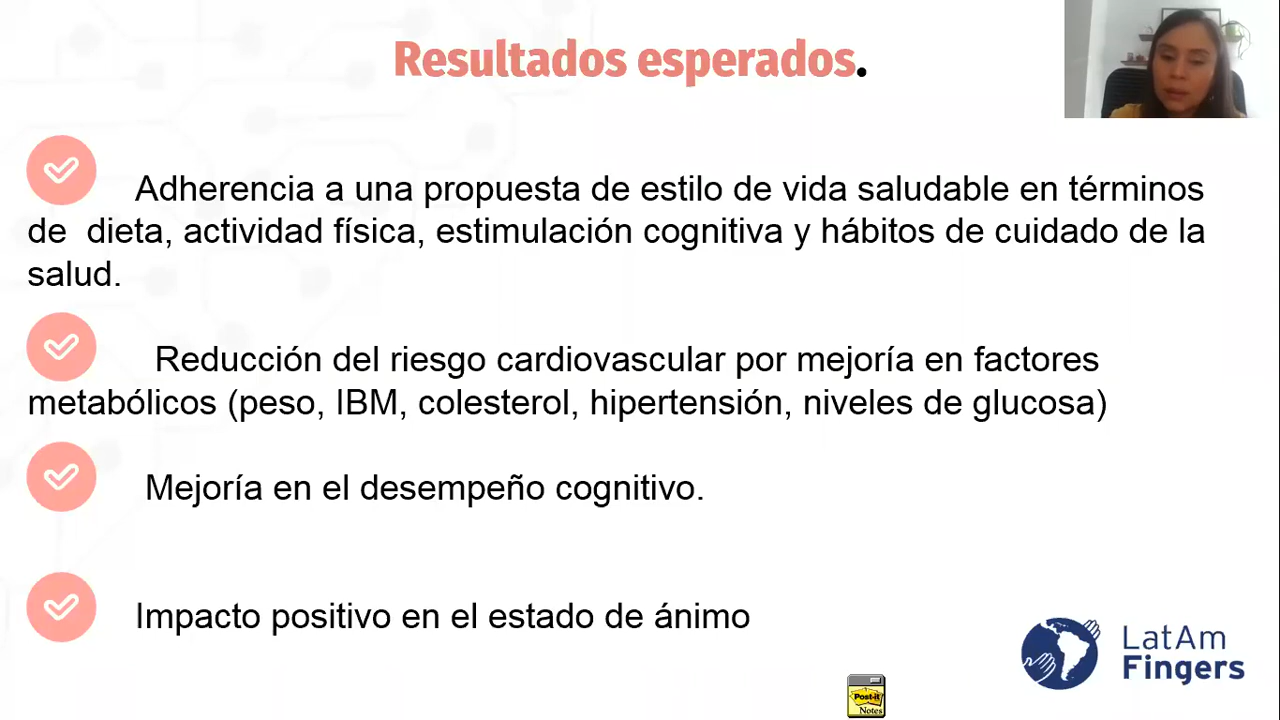 Resultados esperados.
Adherencia a una propuesta de estilo de vida saludable en términos
de  dieta, actividad física, estimulación cognitiva y hábitos de cuidado de la
salud.
Reducción del riesgo cardiovascular por mejoría en factores
metabólicos (peso, IBM, colesterol, hipertensión, niveles de glucosa)
Mejoría en el desempeño cognitivo.
Impacto positivo en el estado de ánimo
LatAm
Fingers
Post-it
Notes